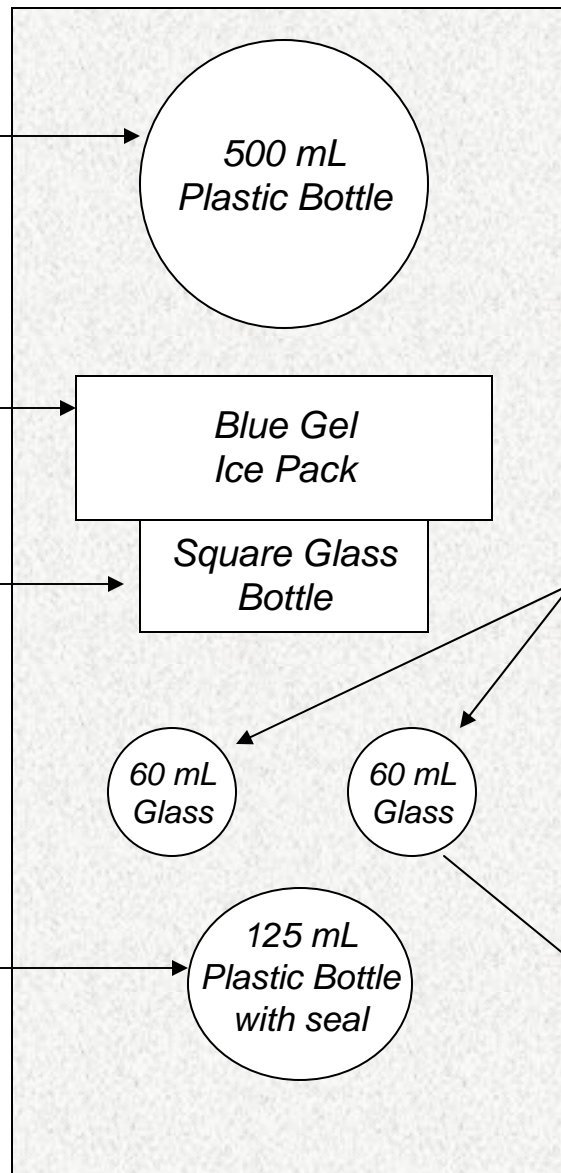 500 mL
Plastic Bottle
Blue Gel
Ice Pack
Square Glass
Bottle
60 mL
Glass
60 mL
Glass
125 mL
Plastic Bottle
with seal